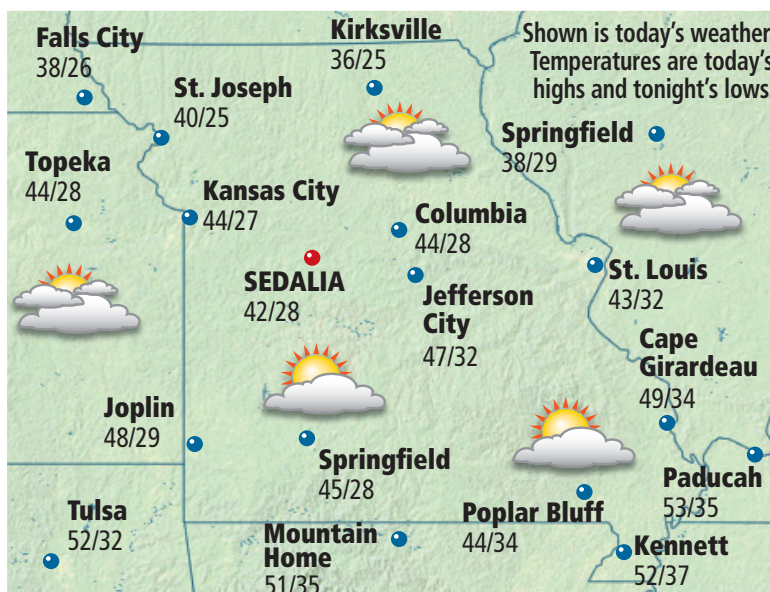 Falls City
38/26
Kirksville
36/25
Shown is today's weather
Temperatures are today's
highs and tonight's lows
St. Joseph
40/25
Springfield
38/29
Topeka
44/28
Kansas City
44/27
Columbia
44/28
SEDALIA
42/28
Jefferson
City
47/32
St. Louis
43/32
Cape
Girardeau
49/34
Joplin
48/29
Springfield
45/28
Paducah
53/35
Poplar Bluff
44/34
Tulsa
52/32
Mountain
Home
51/35
Kennett
52/37